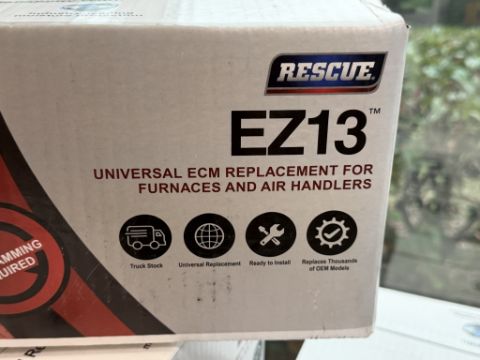 RESCUE
EZ13™
UNIVERSAL ECM REPLACEMENT FOR
FURNACES AND AIR HANDLERS
Truck Stock
Universal Replacement
Ready to Install
Replaces Thousands
of OEM Models